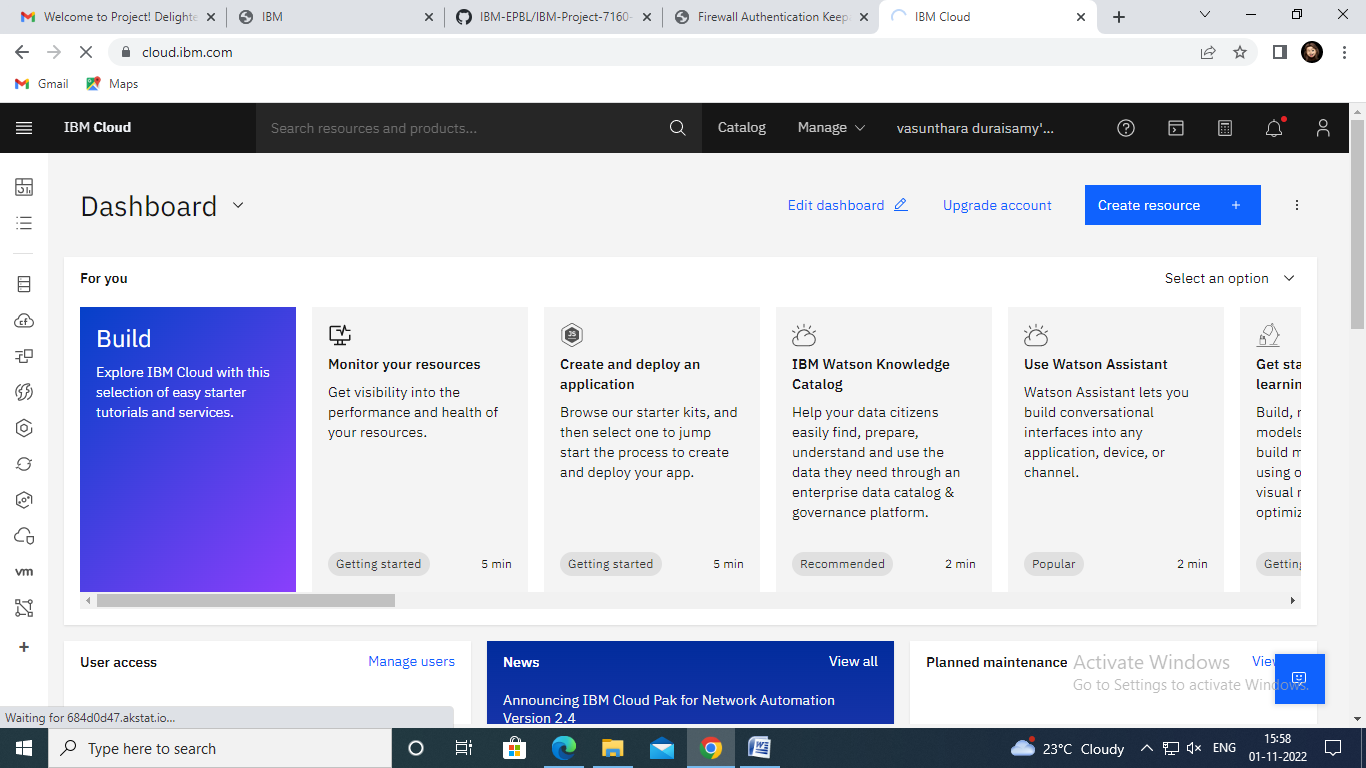 Welcome to Project! Delighte
IBM
IBM-EPBL/IBM-Project-7160-
Firewall Authentication Keep
IBM Cloud
cloud.ibm.com
Gmail
Maps
IBM Cloud
Search resources and products...
Catalog
Manage
vasunthara duraisamy'...
Dashboard
Edit dashboard
Upgrade account
Create resource +
For you
Select an option
Build
Explore IBM Cloud with this
selection of easy starter
tutorials and services.
Monitor your resources
Get visibility into the
performance and health of
your resources.
Getting started
5 min
JS
Create and deploy an
application
Browse our starter kits, and
then select one to jump
start the process to create
and deploy your app.
Getting started
5 min
IBM Watson Knowledge
Catalog
Help your data citizens
easily find, prepare,
understand and use the
data they need through an
enterprise data catalog &
governance platform.
Recommended
2 min
Use Watson Assistant
Watson Assistant lets you
build conversational
interfaces into any
application, device, or
channel.
Popular
2 min
Get sta
learnin
Build, r
models
build m
using o
visual r
optimiz
Getting
cf
vm
User access
Manage users
News
View all
Announcing IBM Cloud Pak for Network Automation
Version 2.4
Planned maintenance
View
Activate Windows
Go to Settings to activate Windows.
Waiting for 684d0d47.akstat.io...
Type here to search
23°C Cloudy
ENG
15:58
01-11-2022